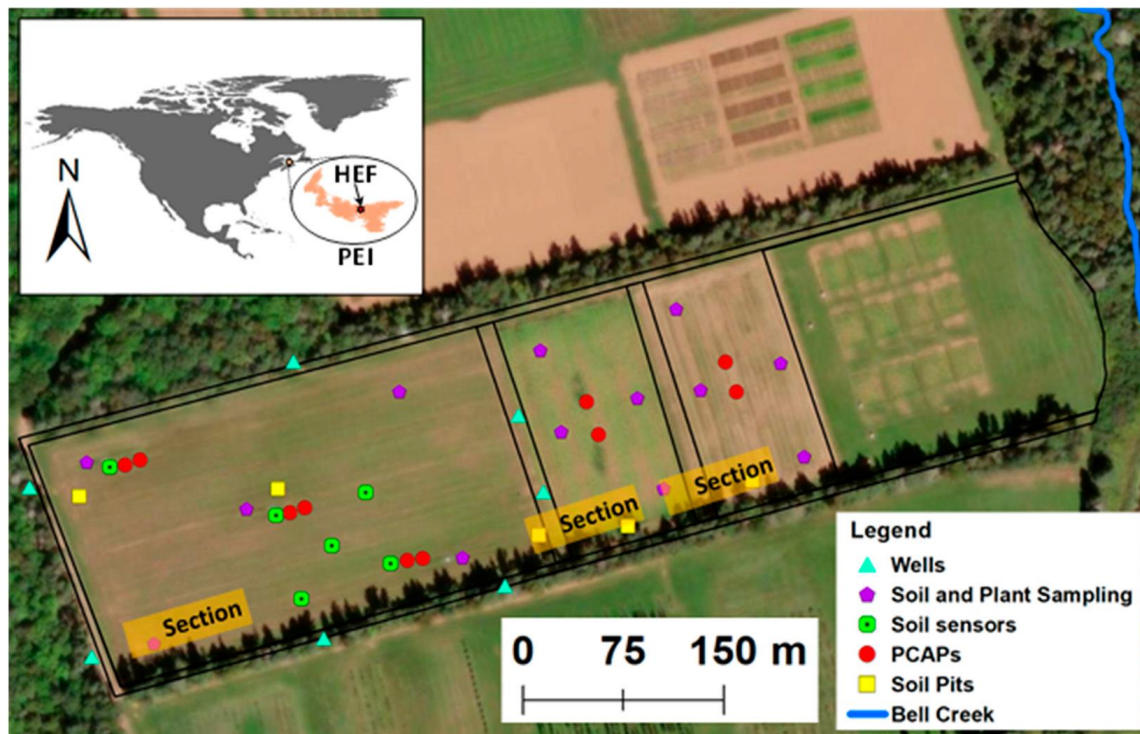 N
HEF
PEI
Section
Section
Section
0 75 150 m
Legend
Wells
Soil and Plant Sampling
Soil sensors
PCAPs
Soil Pits
Bell Creek